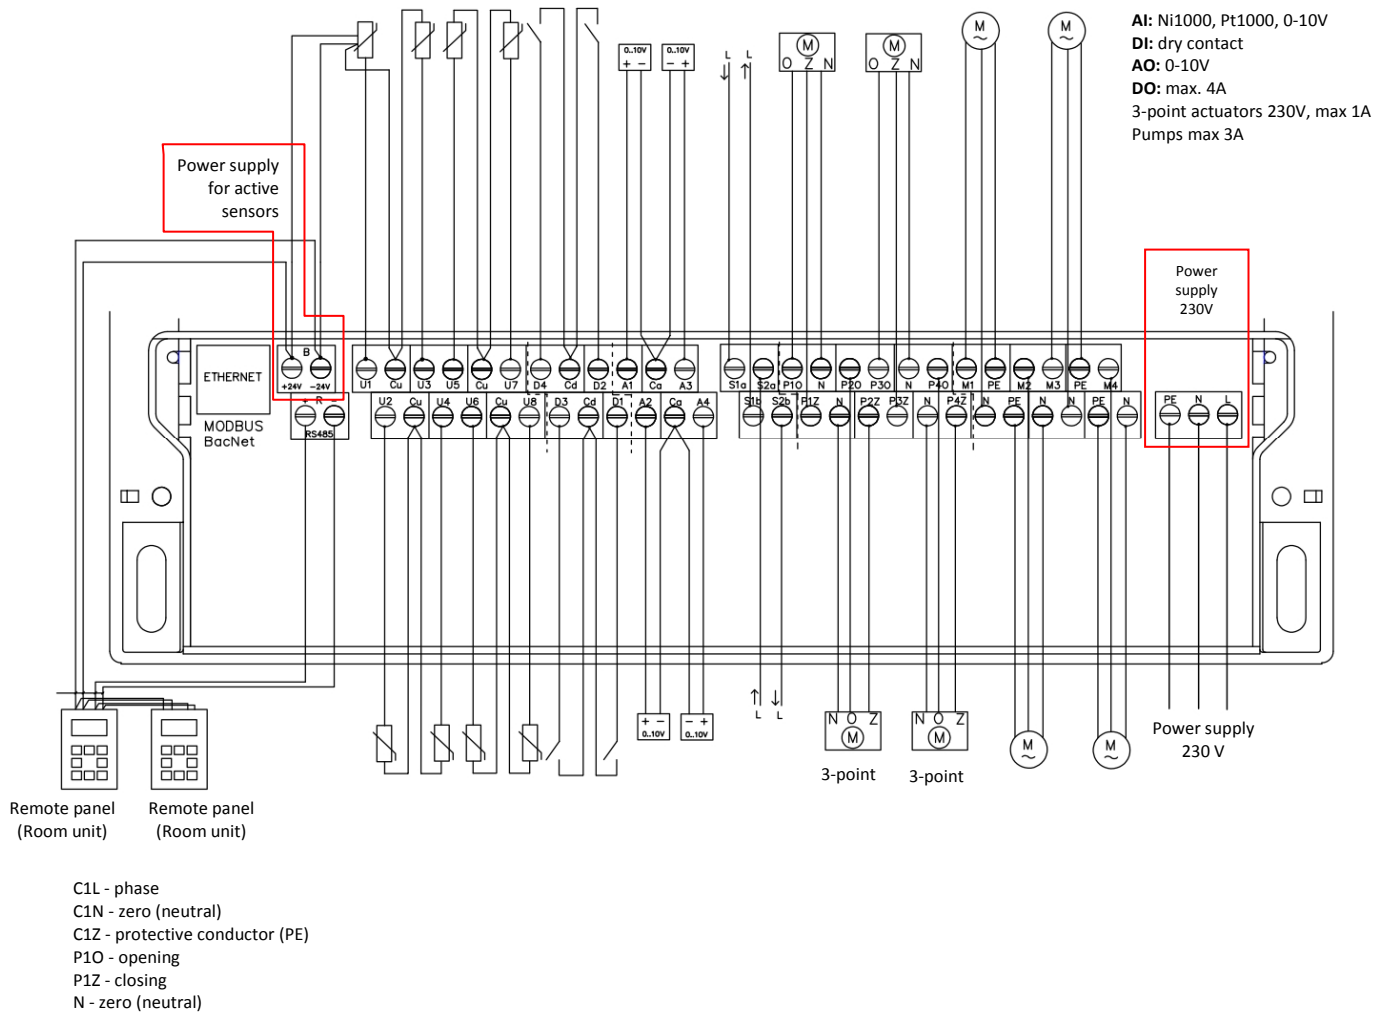 AI: Ni1000, Pt1000, 0-10V
DI: dry contact
AO: 0-10V
DO: max. 4A
3-point actuators 230V, max 1A
Pumps max 3A
M
~
M
~
0..10V
+ −
0..10V
− +
L
L
M
O Z N
M
O Z N
Power supply
for active
sensors
Power
supply
230V
ETHERNET
MODBUS
BacNet
B
+24V −24V
+ R −
RS485
U1 Cu U3 U5 Cu U7 D4 Cd D2 A1 Ca A3
S1a S2a P1O N P2O P3O N P4O M1 PE M2 M3 PE M4
U2 Cu U4 U6 Cu U8 D3 Cd D1 A2 Ca A4
S1b S2b P1Z N P2Z P3Z N P4Z N PE N N PE N
PE N L
+ −
0..10V
− +
0..10V
L
L
N O Z
M
N O Z
M
M
~
M
~
3-point
3-point
Power supply
230 V
Remote panel
(Room unit)
Remote panel
(Room unit)
C1L - phase
C1N - zero (neutral)
C1Z - protective conductor (PE)
P1O - opening
P1Z - closing
N - zero (neutral)